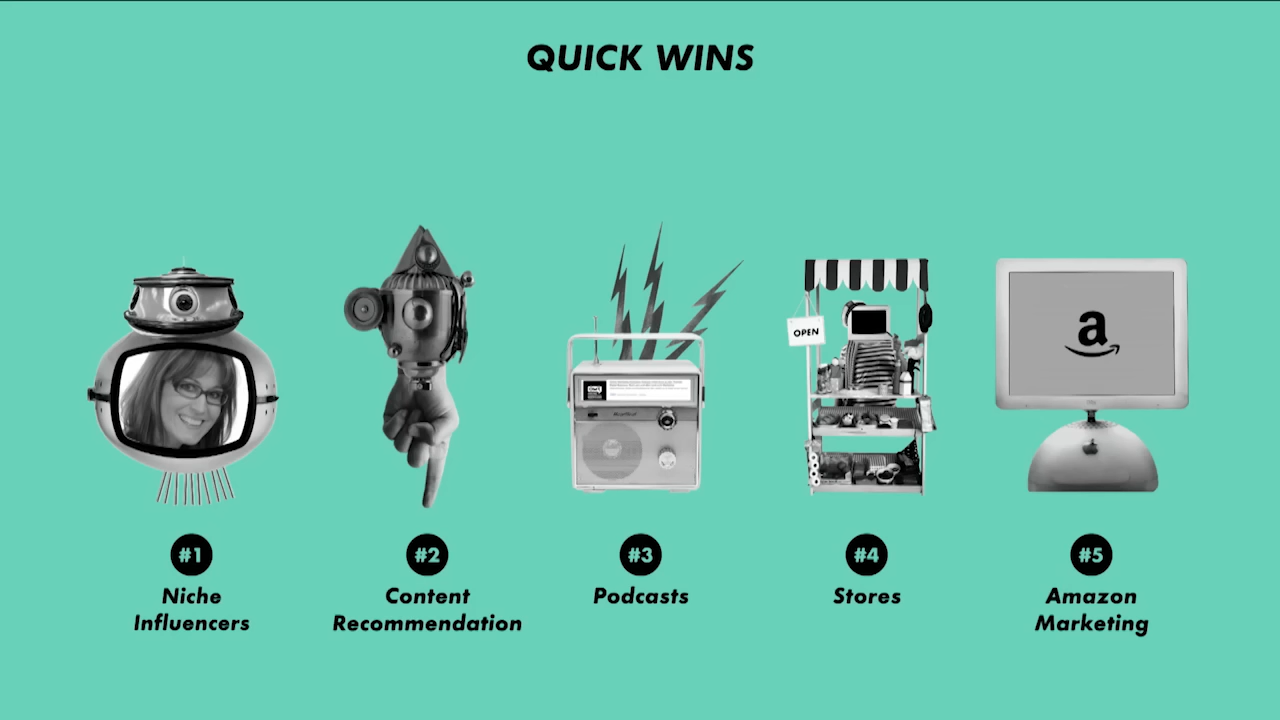 QUICK WINS
OPEN
a
#1
#2
#3
#4
#5
Niche
Influencers
Content
Recommendation
Podcasts
Stores
Amazon
Marketing